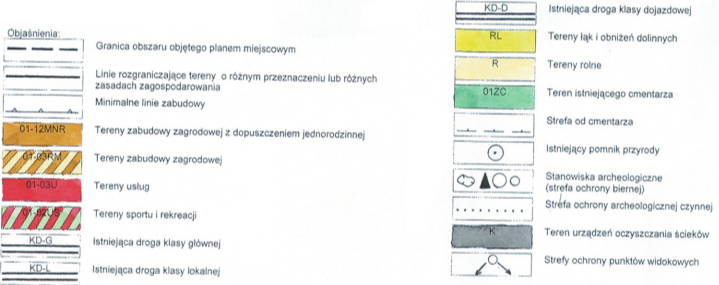 Objaśnienia:
Granica obszaru objętego planem miejscowym
Linie rozgraniczające tereny o różnym przeznaczeniu lub różnych
zasadach zagospodarowania
Minimalne linie zabudowy
01-12MNR Tereny zabudowy zagrodowej z dopuszczeniem jednorodzinnej
01-03RM Tereny zabudowy zagrodowej
01-03U Tereny usług
01-02US Tereny sportu i rekreacji
KD-G Istniejąca droga klasy głównej
KD-L Istniejąca droga klasy lokalnej
KD-D Istniejąca droga klasy dojazdowej
RL Tereny łąk i obniżeń dolinnych
R Tereny rolne
01ZC Teren istniejącego cmentarza
Strefa od cmentarza
Istniejący pomnik przyrody
Stanowiska archeologiczne
(strefa ochrony biernej)
Strefa ochrony archeologicznej czynnej
K Teren urządzeń oczyszczania ścieków
Strefy ochrony punktów widokowych